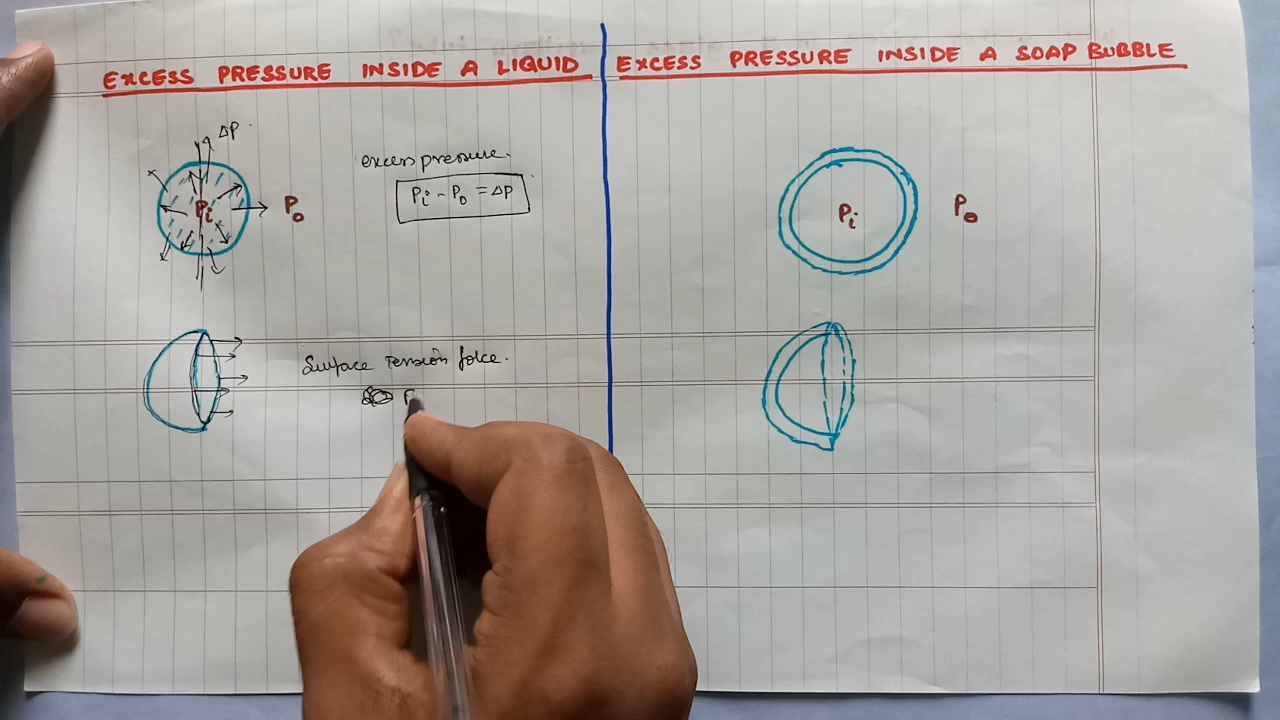 EXCESS PRESSURE INSIDE A LIQUID
ΔP
excess pressure.
Pi - Po = ΔP
Pi
Po
Surface Tension force.
F
EXCESS PRESSURE INSIDE A SOAP BUBBLE
Pi
Po